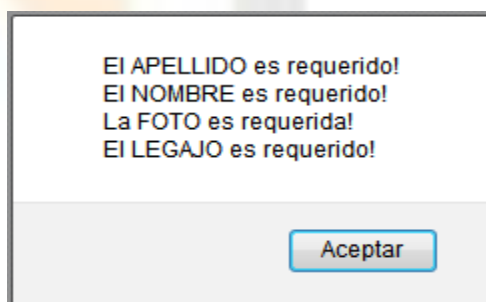 El APELLIDO es requerido!
El NOMBRE es requerido!
La FOTO es requerida!
El LEGAJO es requerido!
Aceptar